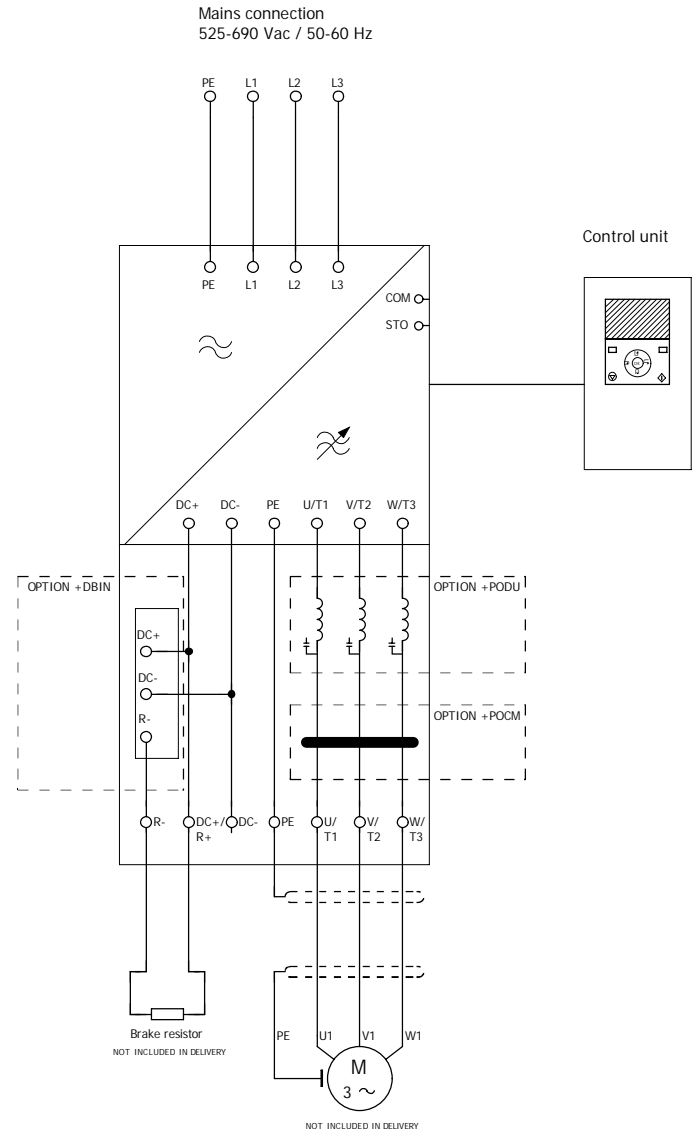 Mains connection
525-690 Vac / 50-60 Hz
PE L1 L2 L3
Control unit
PE L1 L2 L3
COM
STO
OK
DC+ DC- PE U/T1 V/T2 W/T3
OPTION +DBIN
OPTION +PODU
DC+
DC-
R-
OPTION +POCM
R- DC+/ DC- PE U/ V/ W/
R+ T1 T2 T3
Brake resistor
NOT INCLUDED IN DELIVERY
PE U1 V1 W1
M
3 ~
NOT INCLUDED IN DELIVERY